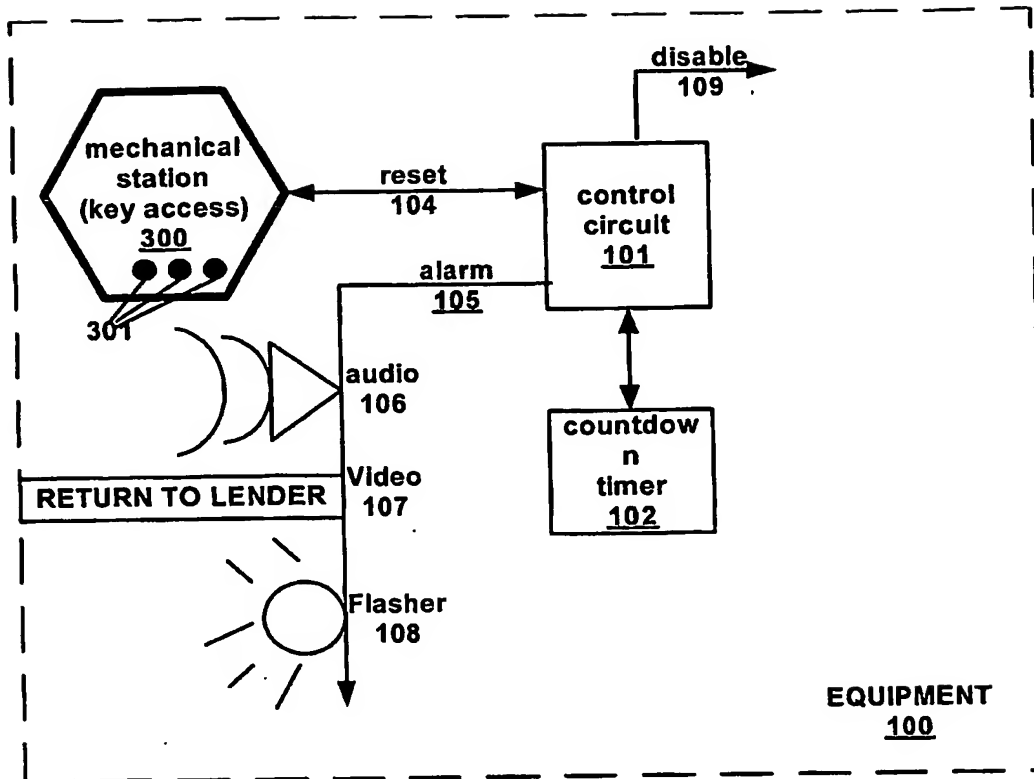 disable
109
mechanical
station
(key access)
300
301
reset
104
control
circuit
101
alarm
105
audio
106
countdow
n
timer
102
Video
107
RETURN TO LENDER
Flasher
108
EQUIPMENT
100